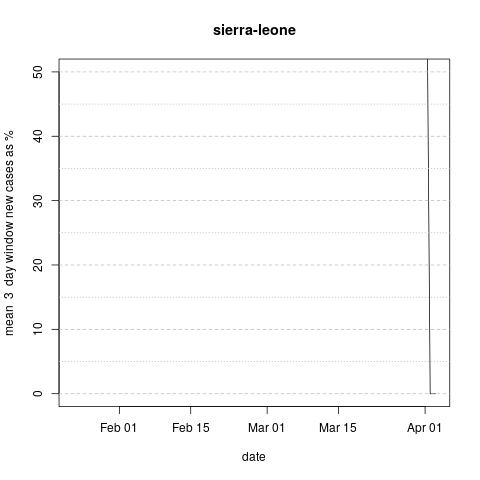 sierra-leone
mean  3  day window new cases as %
50
40
30
20
10
0
Feb 01
Feb 15
Mar 01
Mar 15
Apr 01
date